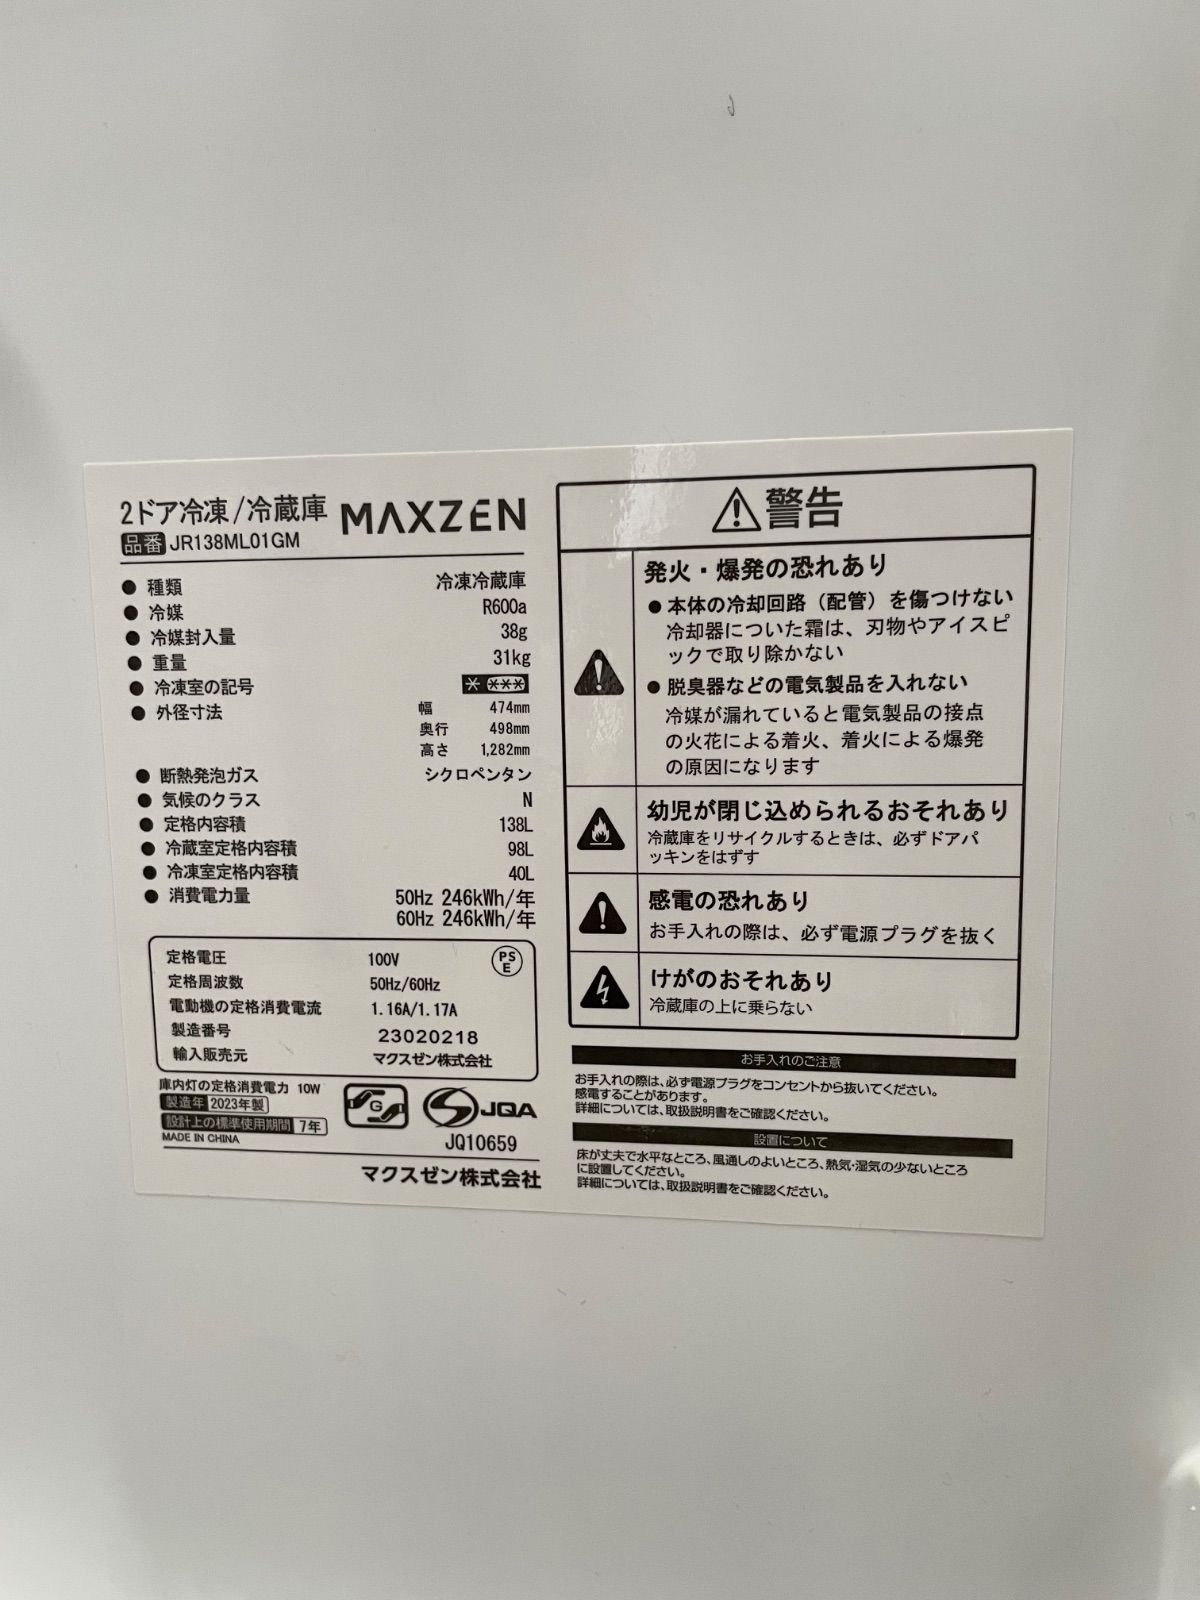 2ドア冷凍/冷蔵庫 MAXZEN
品番 JR138ML01GM
● 種類 冷凍冷蔵庫
● 冷媒 R600a
● 冷媒封入量 38g
● 重量 31kg
● 冷凍室の記号 * ***
● 外径寸法 幅 474mm
奥行 498mm
高さ 1,282mm
● 断熱発泡ガス シクロペンタン
● 気候のクラス N
● 定格内容積 138L
● 冷蔵室定格内容積 98L
● 冷凍室定格内容積 40L
● 消費電力量 50Hz 246kWh/年
60Hz 246kWh/年
定格電圧 100V
PS
E
定格周波数 50Hz/60Hz
電動機の定格消費電流 1.16A/1.17A
製造番号 23020218
輸入販売元 マクスゼン株式会社
庫内灯の定格消費電力 10W
製造年 2023年製
設計上の標準使用期間 7年
MADE IN CHINA
G
JQA
JQ10659
マクスゼン株式会社
警告
発火・爆発の恐れあり
● 本体の冷却回路（配管）を傷つけない
冷却器についた霜は、刃物やアイスピ
ックで取り除かない
● 脱臭器などの電気製品を入れない
冷媒が漏れていると電気製品の接点
の火花による着火、着火による爆発
の原因になります
幼児が閉じ込められるおそれあり
冷蔵庫をリサイクルするときは、必ずドアパ
ッキンをはずす
感電の恐れあり
お手入れの際は、必ず電源プラグを抜く
けがのおそれあり
冷蔵庫の上に乗らない
お手入れのご注意
お手入れの際は、必ず電源プラグをコンセントから抜いてください。
感電することがあります。
詳細については、取扱説明書をご確認ください。
設置について
床が丈夫で水平なところ、風通しのよいところ、熱気・湿気の少ないところ
に設置してください。
詳細については、取扱説明書をご確認ください。